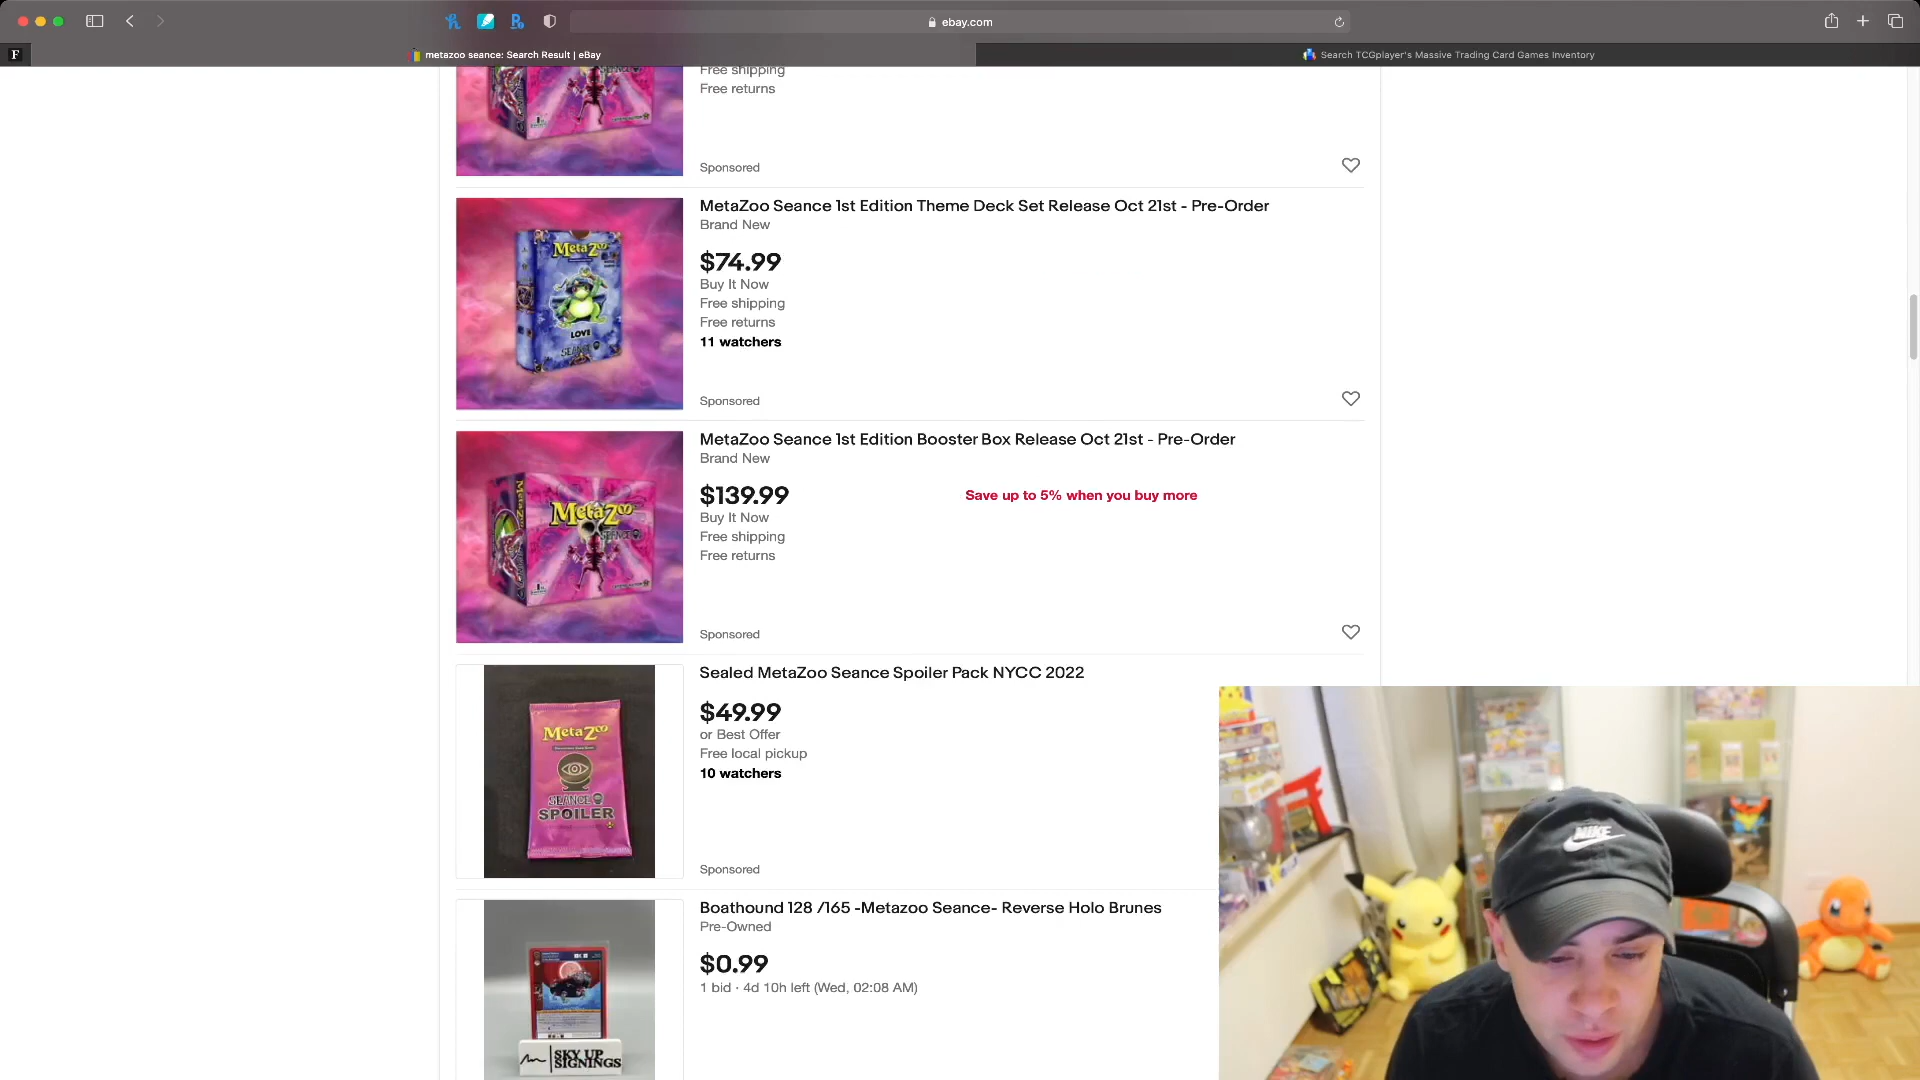 ebay.com
F
metazoo seance: Search Result | eBay
Search TCGplayer's Massive Trading Card Games Inventory
Free shipping
Free returns
Sponsored
MetaZoo Seance 1st Edition Theme Deck Set Release Oct 21st - Pre-Order
Brand New
$74.99
Buy It Now
Free shipping
Free returns
11 watchers
Sponsored
MetaZoo
LOVE
SEANCE
MetaZoo Seance 1st Edition Booster Box Release Oct 21st - Pre-Order
Brand New
$139.99
Save up to 5% when you buy more
Buy It Now
Free shipping
Free returns
Sponsored
MetaZoo
MetaZoo
SEANCE
Sealed MetaZoo Seance Spoiler Pack NYCC 2022
$49.99
or Best Offer
Free local pickup
10 watchers
Sponsored
MetaZoo
SEANCE
SPOILER
Boathound 128 /165 -Metazoo Seance- Reverse Holo Brunes
Pre-Owned
$0.99
1 bid · 4d 10h left (Wed, 02:08 AM)
SKY UP
SIGNINGS
NIKE